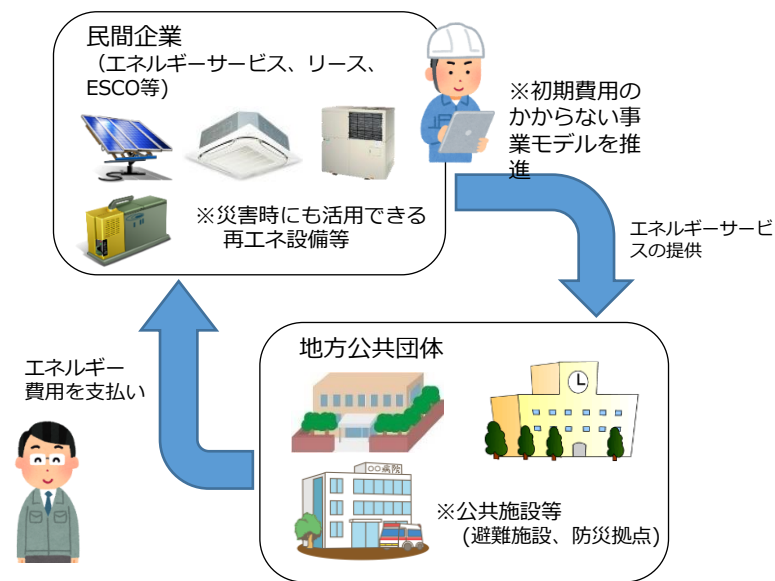 民間企業
（エネルギーサービス、リース、
ESCO等)
※初期費用の
かからない事
業モデルを推
進
※災害時にも活用できる
再エネ設備等
エネルギーサービ
スの提供
地方公共団体
エネルギー
費用を支払い
○○病院
※公共施設等
(避難施設、防災拠点)